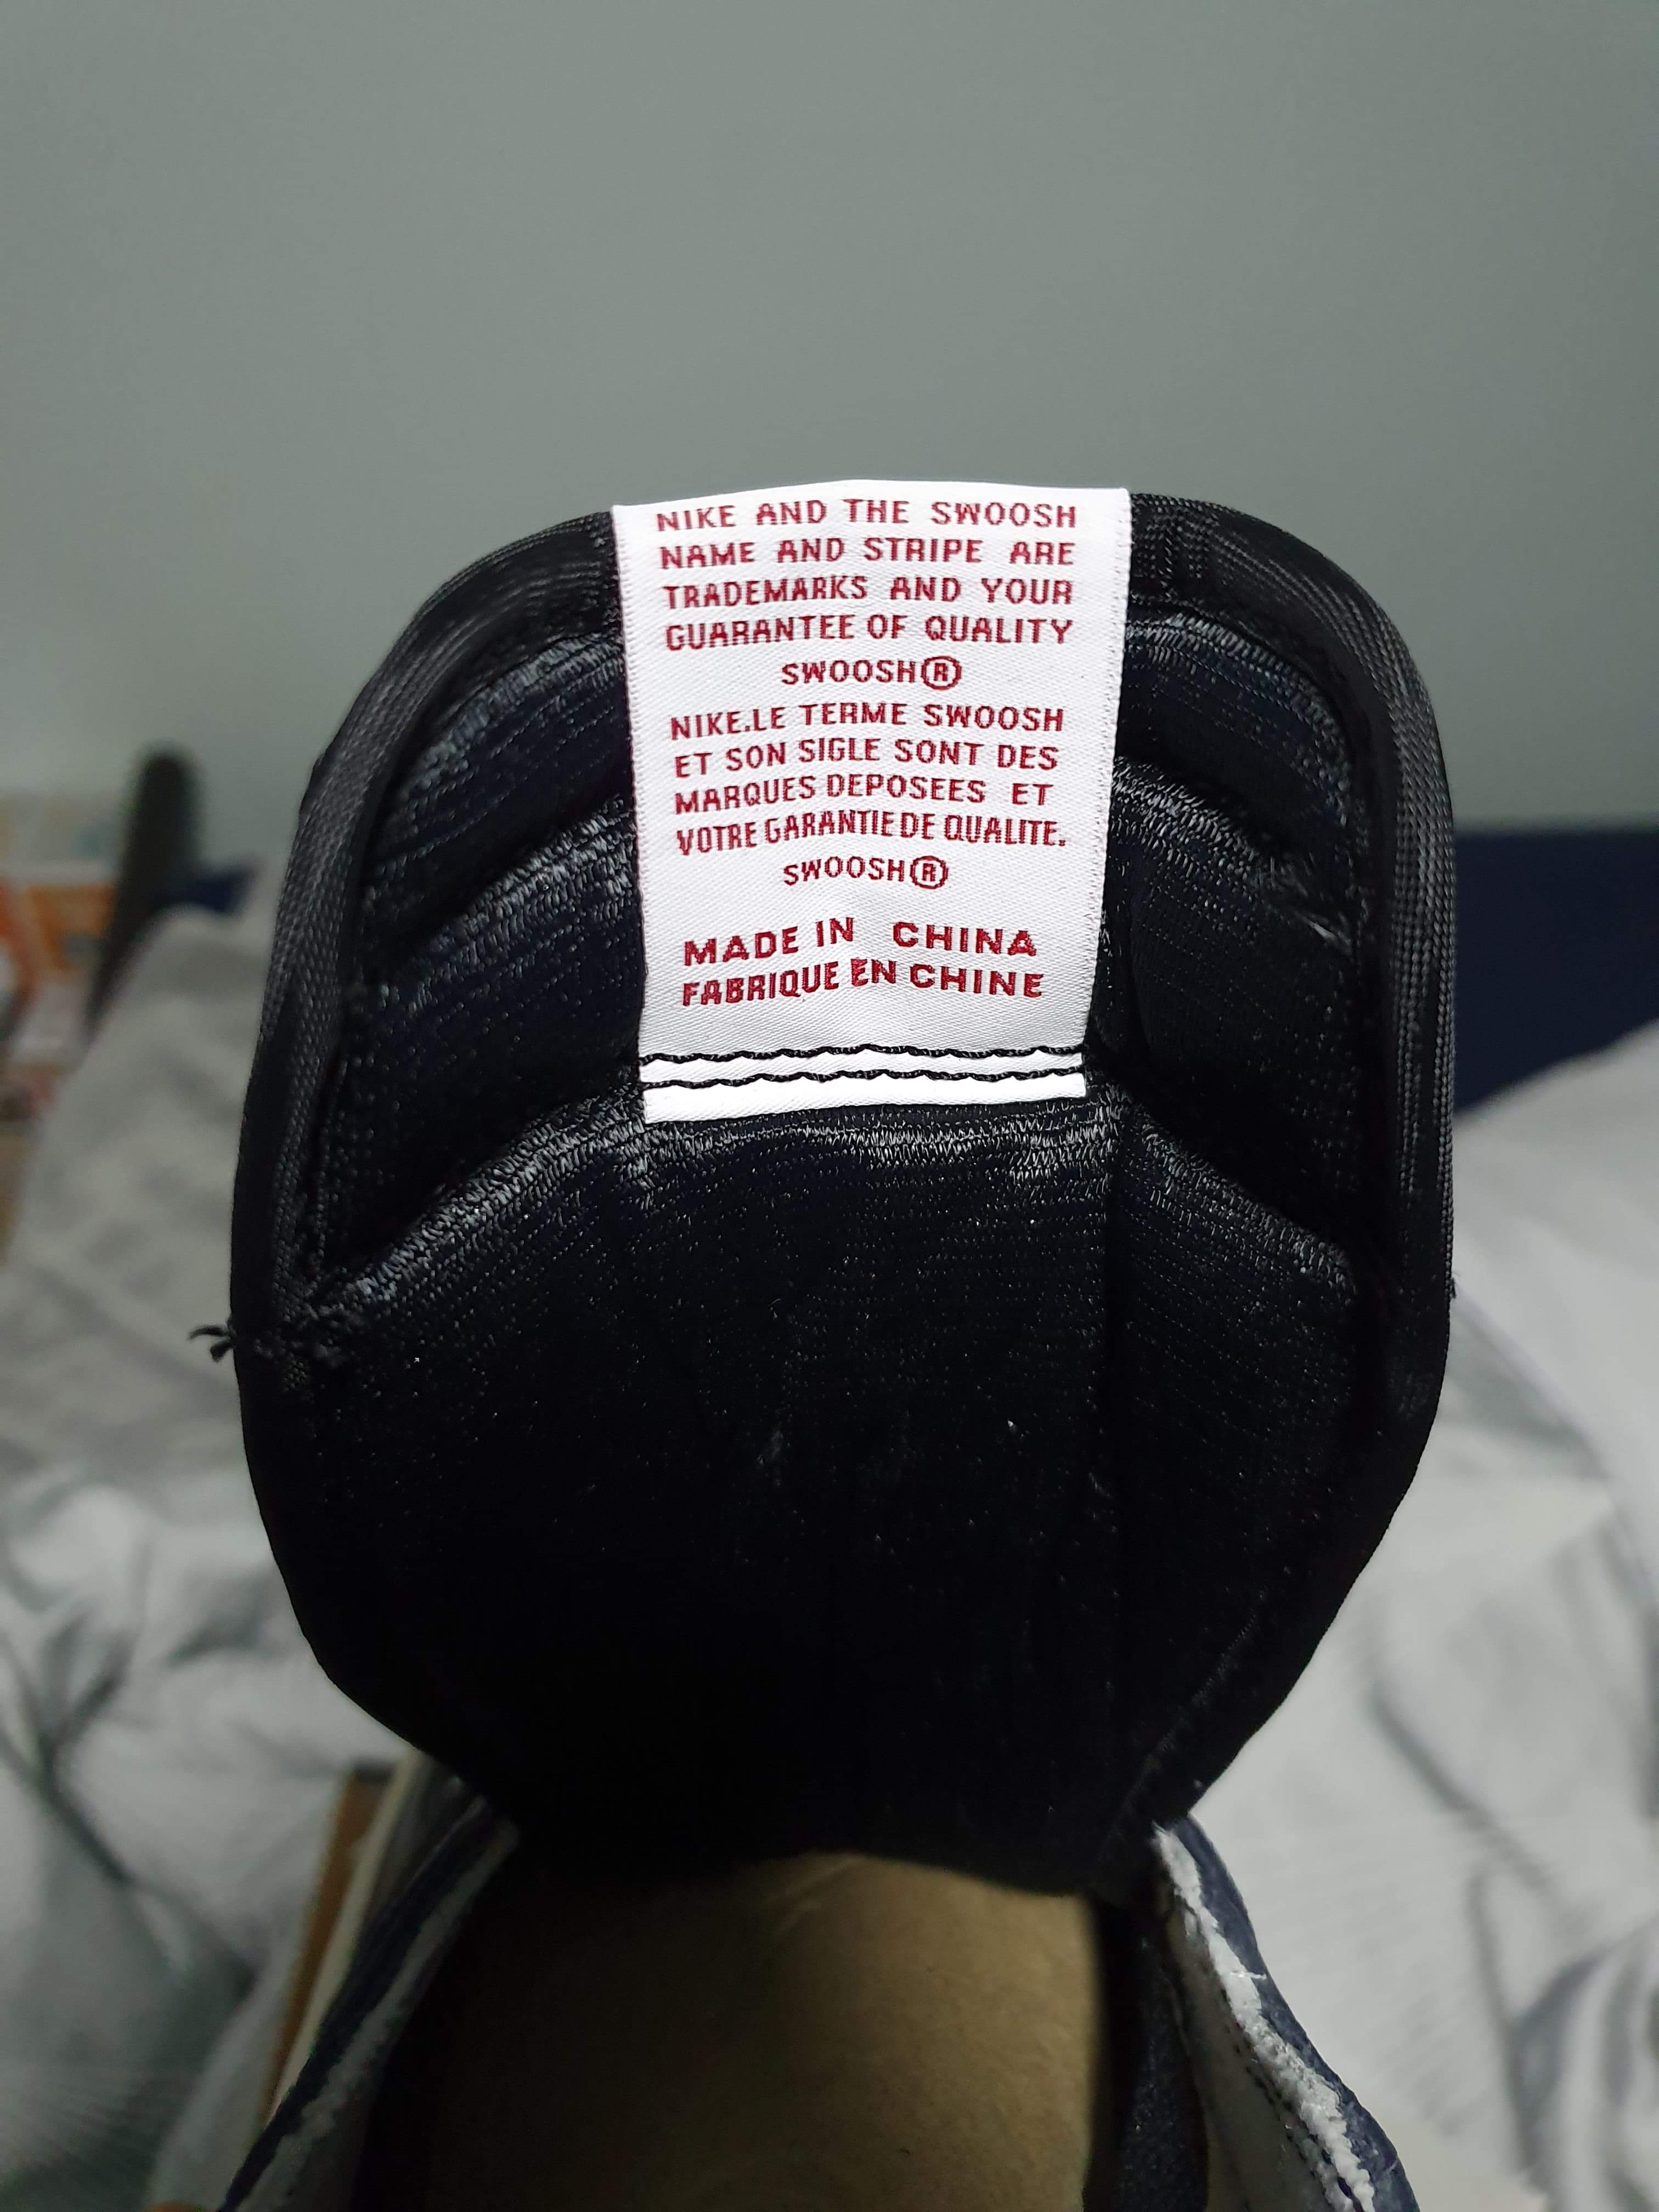 NIKE AND THE SWOOSH
NAME AND STRIPE ARE
TRADEMARKS AND YOUR
GUARANTEE OF QUALITY
SWOOSH®
NIKE.LE TERME SWOOSH
ET SON SIGLE SONT DES
MARQUES DEPOSEES ET
VOTRE GARANTIE DE QUALITE.
SWOOSH®
MADE IN CHINA
FABRIQUE EN CHINE